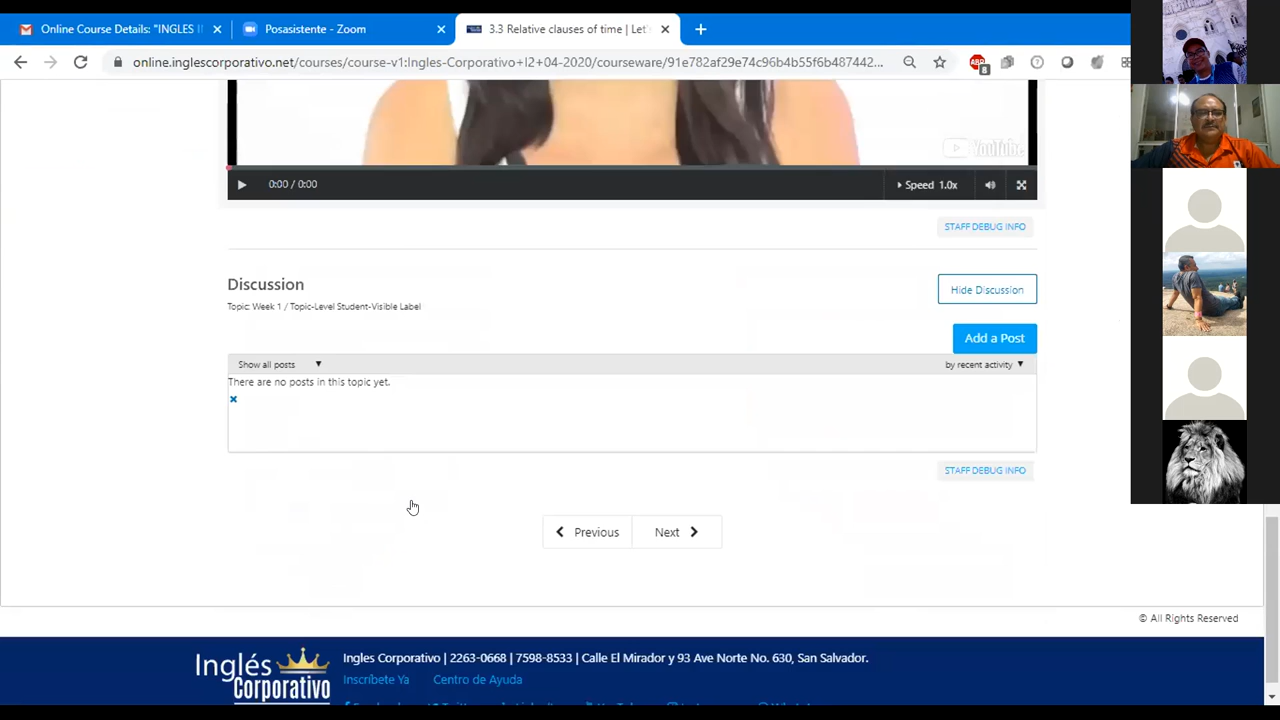 Online Course Details: "INGLES I
Posasistente - Zoom
3.3 Relative clauses of time | Let'
online.inglescorporativo.net/courses/course-v1:Ingles-Corporativo+I2+04-2020/courseware/91e782af29e74c96b4b55f6b487442...
ABP
8
YouTube
0:00 / 0:00
Speed 1.0x
STAFF DEBUG INFO
Discussion
Hide Discussion
Topic: Week 1 / Topic-Level Student-Visible Label
Add a Post
Show all posts
by recent activity
There are no posts in this topic yet.
STAFF DEBUG INFO
Previous
Next
© All Rights Reserved
Inglés Corporativo
Ingles Corporativo | 2263-0668 | 7598-8533 | Calle El Mirador y 93 Ave Norte No. 630, San Salvador.
Inscríbete Ya
Centro de Ayuda